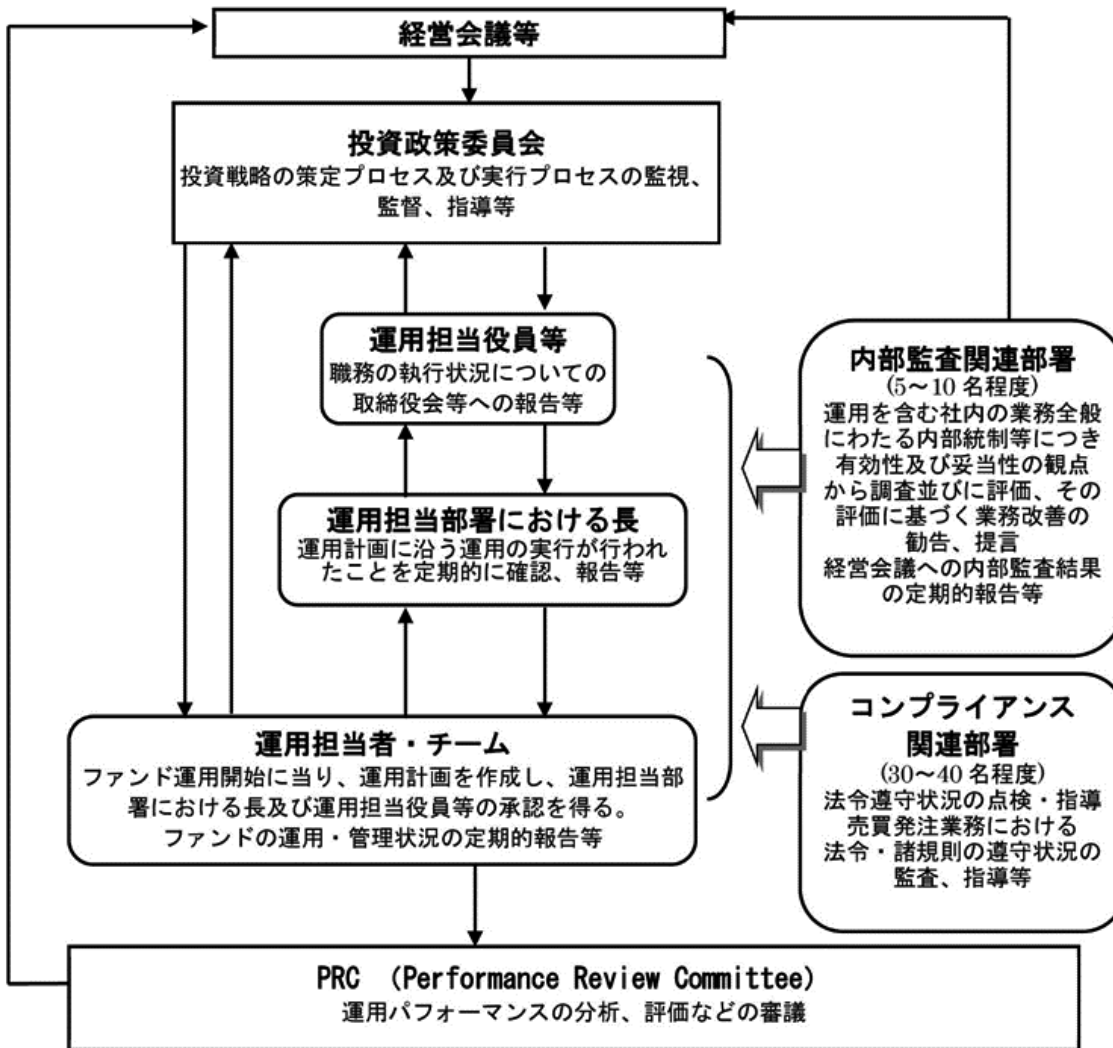 経営会議等
投資政策委員会
投資戦略の策定プロセス及び実行プロセスの監視、
監督、指導等
運用担当役員等
職務の執行状況についての
取締役会等への報告等
運用担当部署における長
運用計画に沿う運用の実行が行われ
たことを定期的に確認、報告等
運用担当者・チーム
ファンド運用開始に当り、運用計画を作成し、運用担当部
署における長及び運用担当役員等の承認を得る。
ファンドの運用・管理状況の定期的報告等
内部監査関連部署
(5～10 名程度)
運用を含む社内の業務全般
にわたる内部統制等につき
有効性及び妥当性の観点
から調査並びに評価、その
評価に基づく業務改善の
勧告、提言
経営会議への内部監査結果
の定期的報告等
コンプライアンス
関連部署
(30～40 名程度)
法令遵守状況の点検・指導
売買発注業務における
法令・諸規則の遵守状況の
監査、指導等
PRC （Performance Review Committee）
運用パフォーマンスの分析、評価などの審議